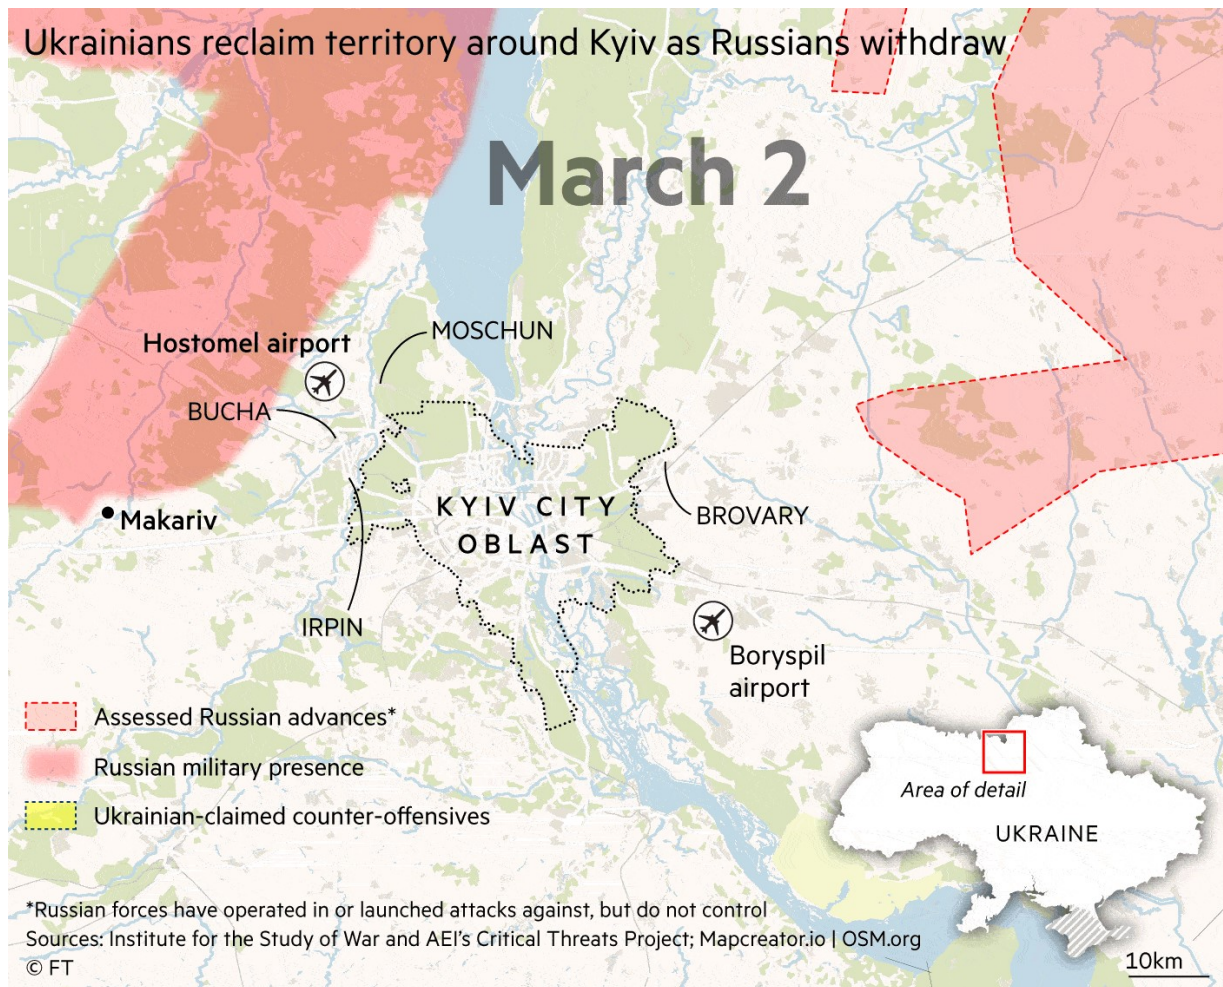 Ukrainians reclaim territory around Kyiv as Russians withdraw
March 2
MOSCHUN
Hostomel airport
BUCHA
KYIV CITY
OBLAST
BROVARY
Makariv
IRPIN
Boryspil
airport
Assessed Russian advances*
Russian military presence
Ukrainian-claimed counter-offensives
Area of detail
UKRAINE
*Russian forces have operated in or launched attacks against, but do not control
Sources: Institute for the Study of War and AEI's Critical Threats Project; Mapcreator.io | OSM.org
© FT
10km